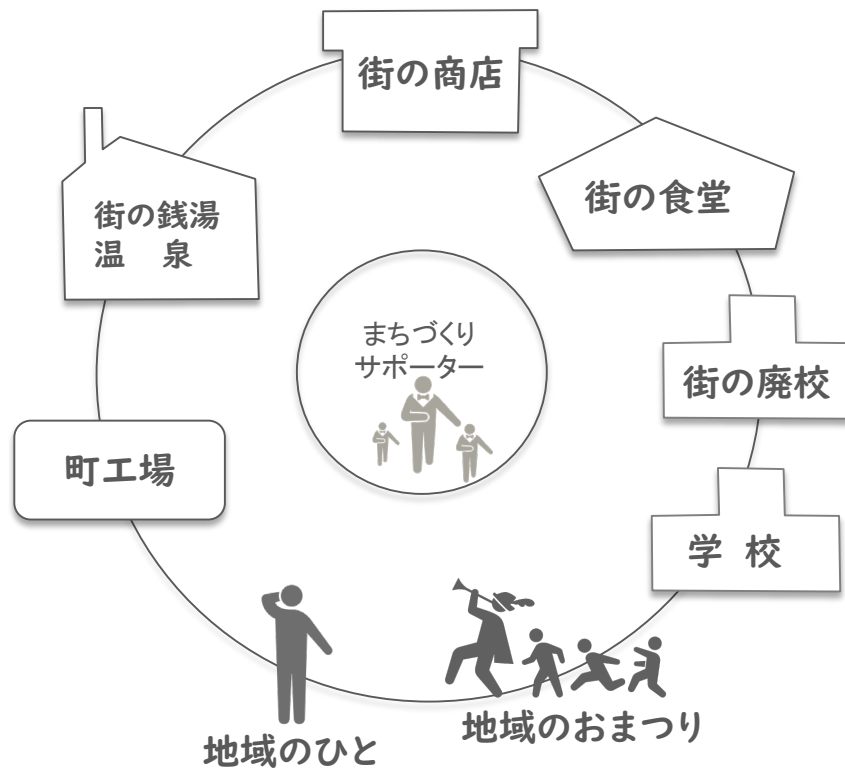 街の商店
街の食堂
街の銭湯
温　泉
まちづくり
サポーター
街の廃校
町工場
学 校
地域のおまつり
地域のひと